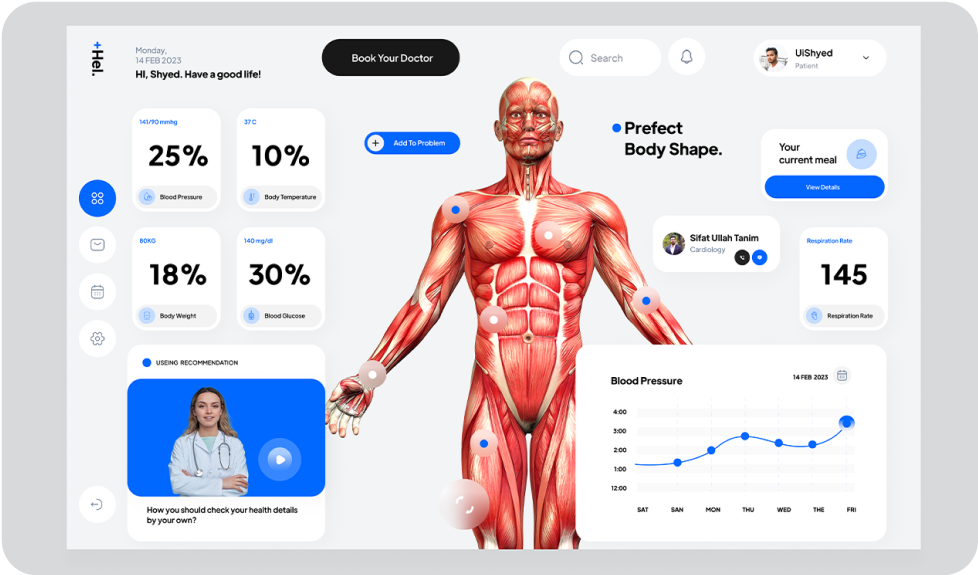 +Hel.
Monday,
14 FEB 2023
HI, Shyed. Have a good life!
Book Your Doctor
Search
UiShyed
Patient
141/90 mmhg
25%
Blood Pressure
37 C
10%
Body Temperature
80KG
18%
Body Weight
140 mg/dl
30%
Blood Glucose
+ Add To Problem
Prefect
Body Shape.
Your
current meal
View Details
Sifat Ullah Tanim
Cardiology
Respiration Rate
145
Respiration Rate
USEING RECOMMENDATION
How you should check your health details
by your own?
Blood Pressure
14 FEB 2023
4:00
3:00
2:00
1:00
12:00
SAT SAN MON THU WED THE FRI